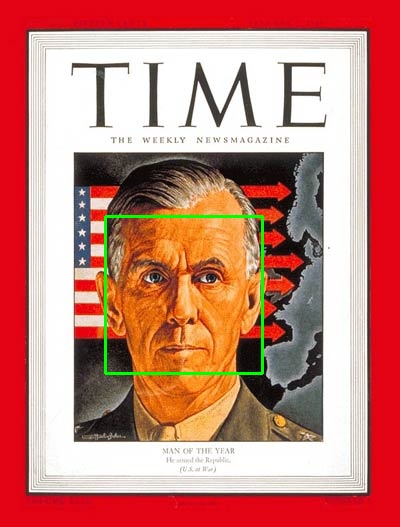 TIME
THE WEEKLY NEWSMAGAZINE
MAN OF THE YEAR
He armed the Republic.
(U.S. at War)